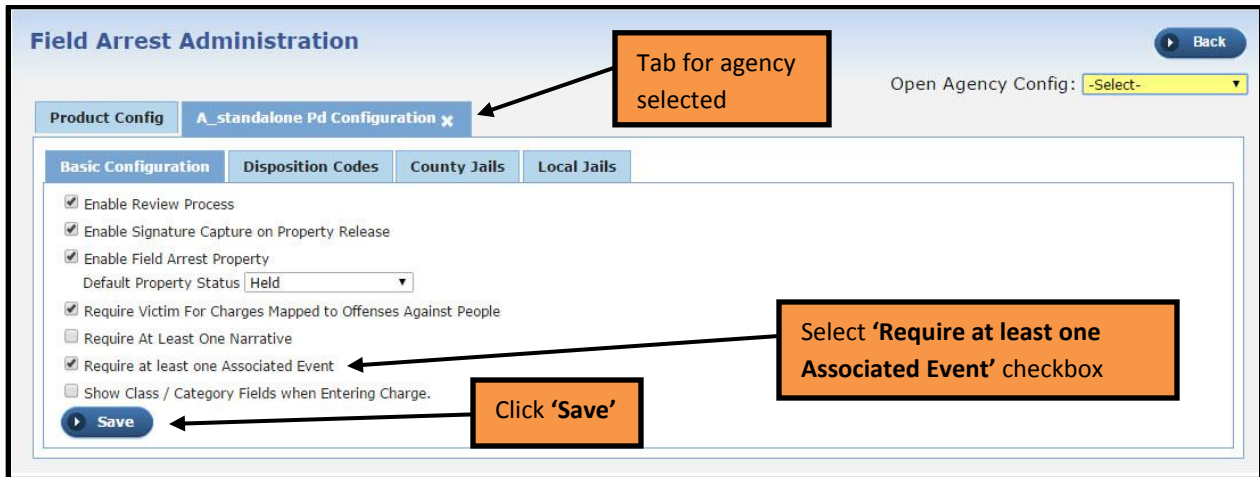 Field Arrest Administration
Back
Tab for agency
selected
Open Agency Config: -Select-
Product Config A_standalone Pd Configuration x
Basic Configuration Disposition Codes County Jails Local Jails
Enable Review Process
Enable Signature Capture on Property Release
Enable Field Arrest Property
Default Property Status Held
Require Victim For Charges Mapped to Offenses Against People
Require At Least One Narrative
Require at least one Associated Event
Select ‘Require at least one
Associated Event’ checkbox
Show Class / Category Fields when Entering Charge.
Click ‘Save’
Save